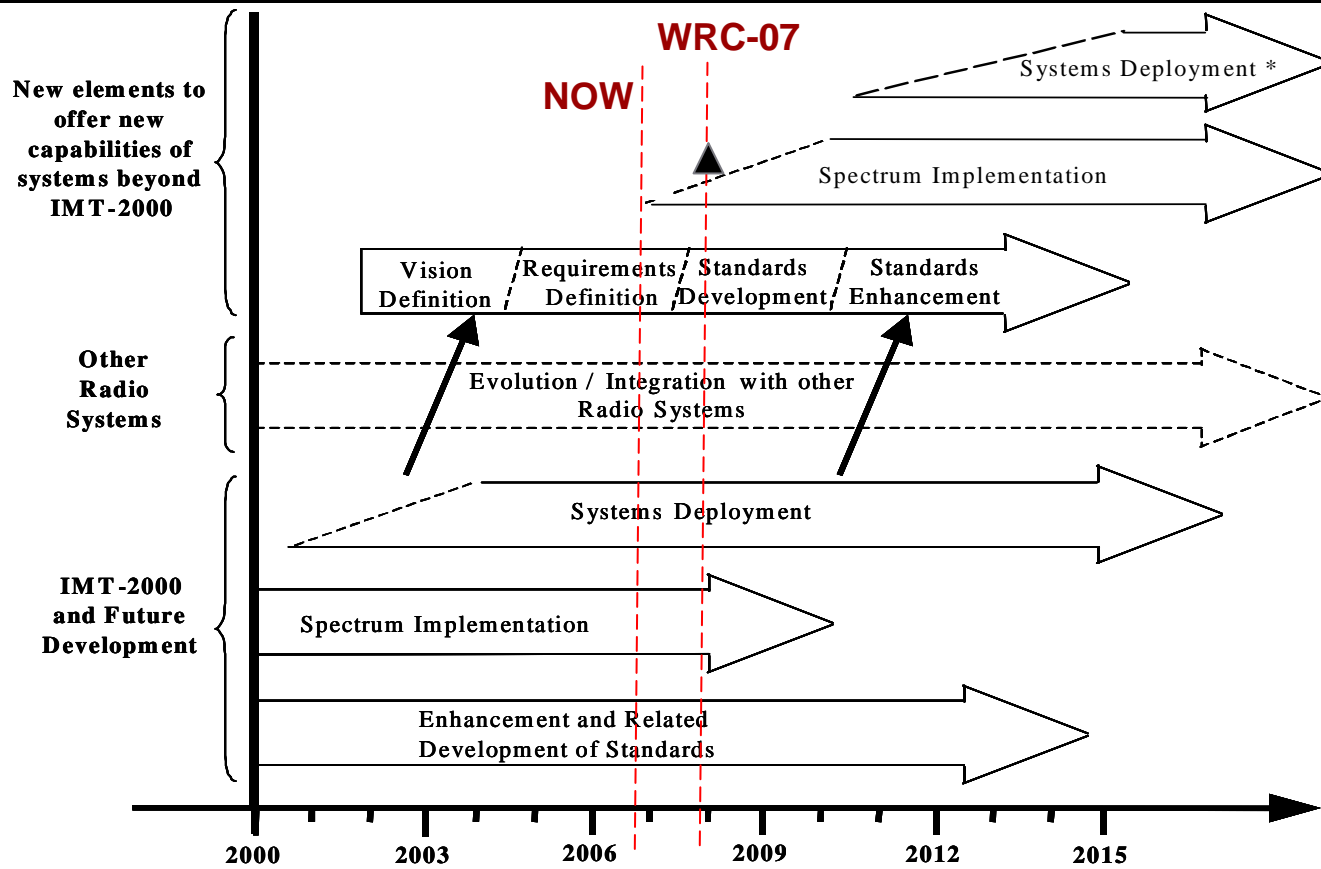 WRC-07
NOW
New elements to
offer new
capabilities of
systems beyond
IMT-2000
Systems Deployment *
Spectrum Implementation
Vision
Definition
Requirements
Definition
Standards
Development
Standards
Enhancement
Other
Radio
Systems
Evolution / Integration with other
Radio Systems
IMT-2000
and Future
Development
Systems Deployment
Spectrum Implementation
Enhancement and Related
Development of Standards
2000 2003 2006 2009 2012 2015